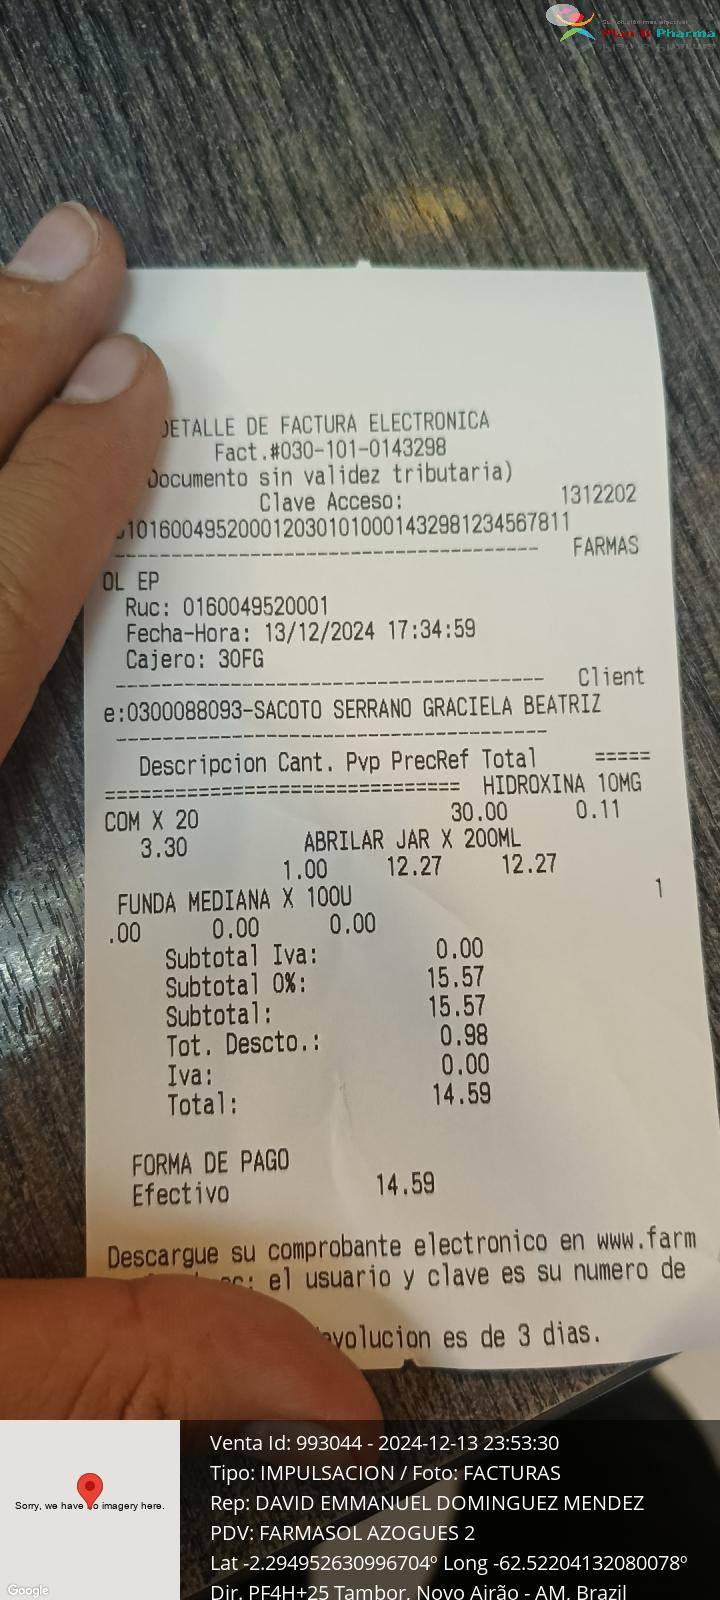 Plan B Pharma
DETALLE DE FACTURA ELECTRONICA
Fact.#030-101-0143298
Documento sin validez tributaria)
Clave Acceso: 1312202
1016004952000120301010001432981234567811
---------------------------------- FARMAS
OL EP
Ruc: 0160049520001
Fecha-Hora: 13/12/2024 17:34:59
Cajero: 30FG
---------------------------------- Client
e:0300088093-SACOTO SERRANO GRACIELA BEATRIZ
----------------------------------
Descripcion Cant. Pvp PrecRef Total =====
============================== HIDROXINA 10MG
COM X 20 30.00 0.11
3.30 ABRILAR JAR X 200ML
1.00 12.27 12.27
FUNDA MEDIANA X 100U 1
.00 0.00 0.00
Subtotal Iva: 0.00
Subtotal 0%: 15.57
Subtotal: 15.57
Tot. Descto.: 0.98
Iva: 0.00
Total: 14.59
FORMA DE PAGO
Efectivo 14.59
Descargue su comprobante electronico en www.farm
el usuario y clave es su numero de
evolucion es de 3 dias.
Sorry, we have no imagery here.
Google
Venta Id: 993044 - 2024-12-13 23:53:30
Tipo: IMPULSACION / Foto: FACTURAS
Rep: DAVID EMMANUEL DOMINGUEZ MENDEZ
PDV: FARMASOL AZOGUES 2
Lat -2.294952630996704º Long -62.52204132080078º
Dir. PF4H+25 Tambor, Novo Airão - AM, Brazil